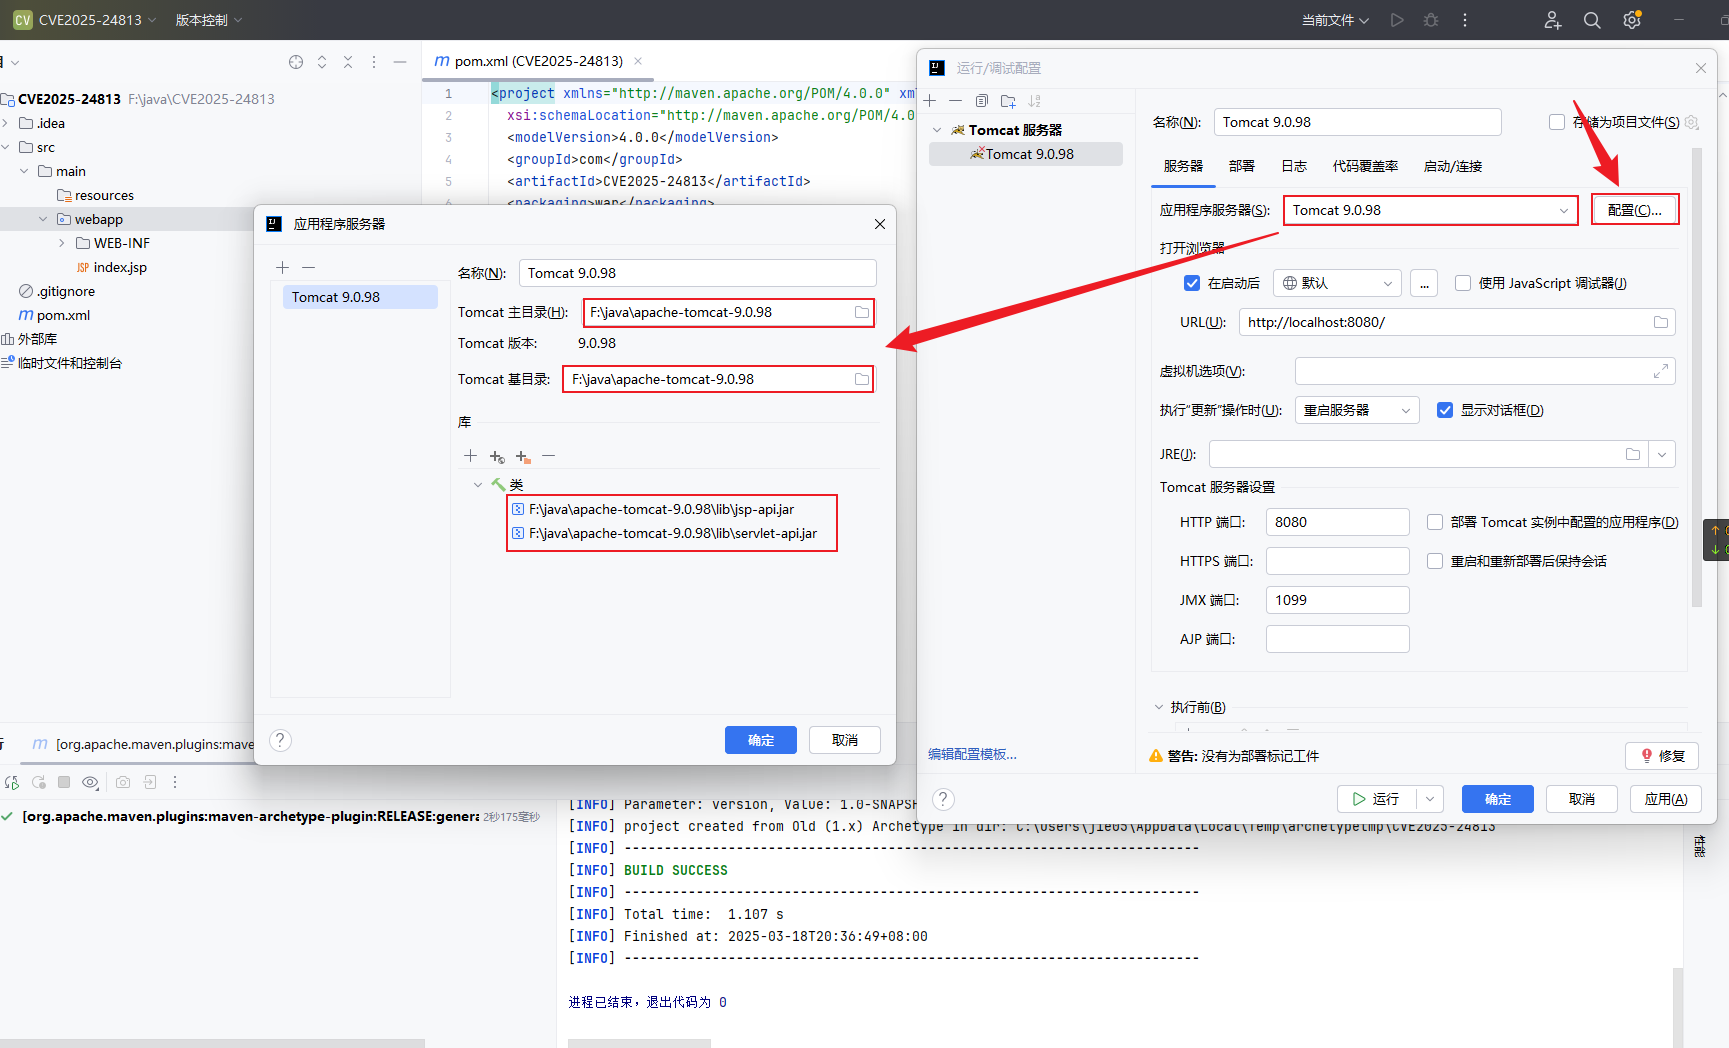 CV CVE2025-24813 版本控制 当前文件
CVE2025-24813 F:\java\CVE2025-24813
.idea
src
main
resources
webapp
WEB-INF
JSP index.jsp
.gitignore
m pom.xml
外部库
临时文件和控制台
m pom.xml (CVE2025-24813)
1 <project xmlns="http://maven.apache.org/POM/4.0.0" xm
2 xsi:schemaLocation="http://maven.apache.org/POM/4.0
3 <modelVersion>4.0.0</modelVersion>
4 <groupId>com</groupId>
5 <artifactId>CVE2025-24813</artifactId>
6 <packaging>war</packaging>
应用程序服务器
Tomcat 9.0.98
名称(N): Tomcat 9.0.98
Tomcat 主目录(H): F:\java\apache-tomcat-9.0.98
Tomcat 版本: 9.0.98
Tomcat 基目录: F:\java\apache-tomcat-9.0.98
库
类
F:\java\apache-tomcat-9.0.98\lib\jsp-api.jar
F:\java\apache-tomcat-9.0.98\lib\servlet-api.jar
? 确定 取消
运行/调试配置
Tomcat 服务器
Tomcat 9.0.98
编辑配置模板...
名称(N): Tomcat 9.0.98 存储为项目文件(S)
服务器 部署 日志 代码覆盖率 启动/连接
应用程序服务器(S): Tomcat 9.0.98 配置(C)...
打开浏览器
在启动后 默认 ... 使用 JavaScript 调试器(J)
URL(U): http://localhost:8080/
虚拟机选项(V):
执行"更新"操作时(U): 重启服务器 显示对话框(D)
JRE(J):
Tomcat 服务器设置
HTTP 端口: 8080 部署 Tomcat 实例中配置的应用程序(D)
HTTPS 端口: 重启和重新部署后保持会话
JMX 端口: 1099
AJP 端口:
执行前(B)
警告: 没有为部署标记工件 修复
? 运行 确定 取消 应用(A)
m [org.apache.maven.plugins:mave
[org.apache.maven.plugins:maven-archetype-plugin:RELEASE:genera 2秒175毫秒
[INFO] Parameter: version, Value: 1.0-SNAPSH
[INFO] project created from Old (1.x) Archetype in dir: C:\Users\jie05\AppData\Local\Temp\archetypetmp\CVE2025-24813
[INFO] ------------------------------------------------------------------------
[INFO] BUILD SUCCESS
[INFO] ------------------------------------------------------------------------
[INFO] Total time:  1.107 s
[INFO] Finished at: 2025-03-18T20:36:49+08:00
[INFO] ------------------------------------------------------------------------
进程已结束，退出代码为 0